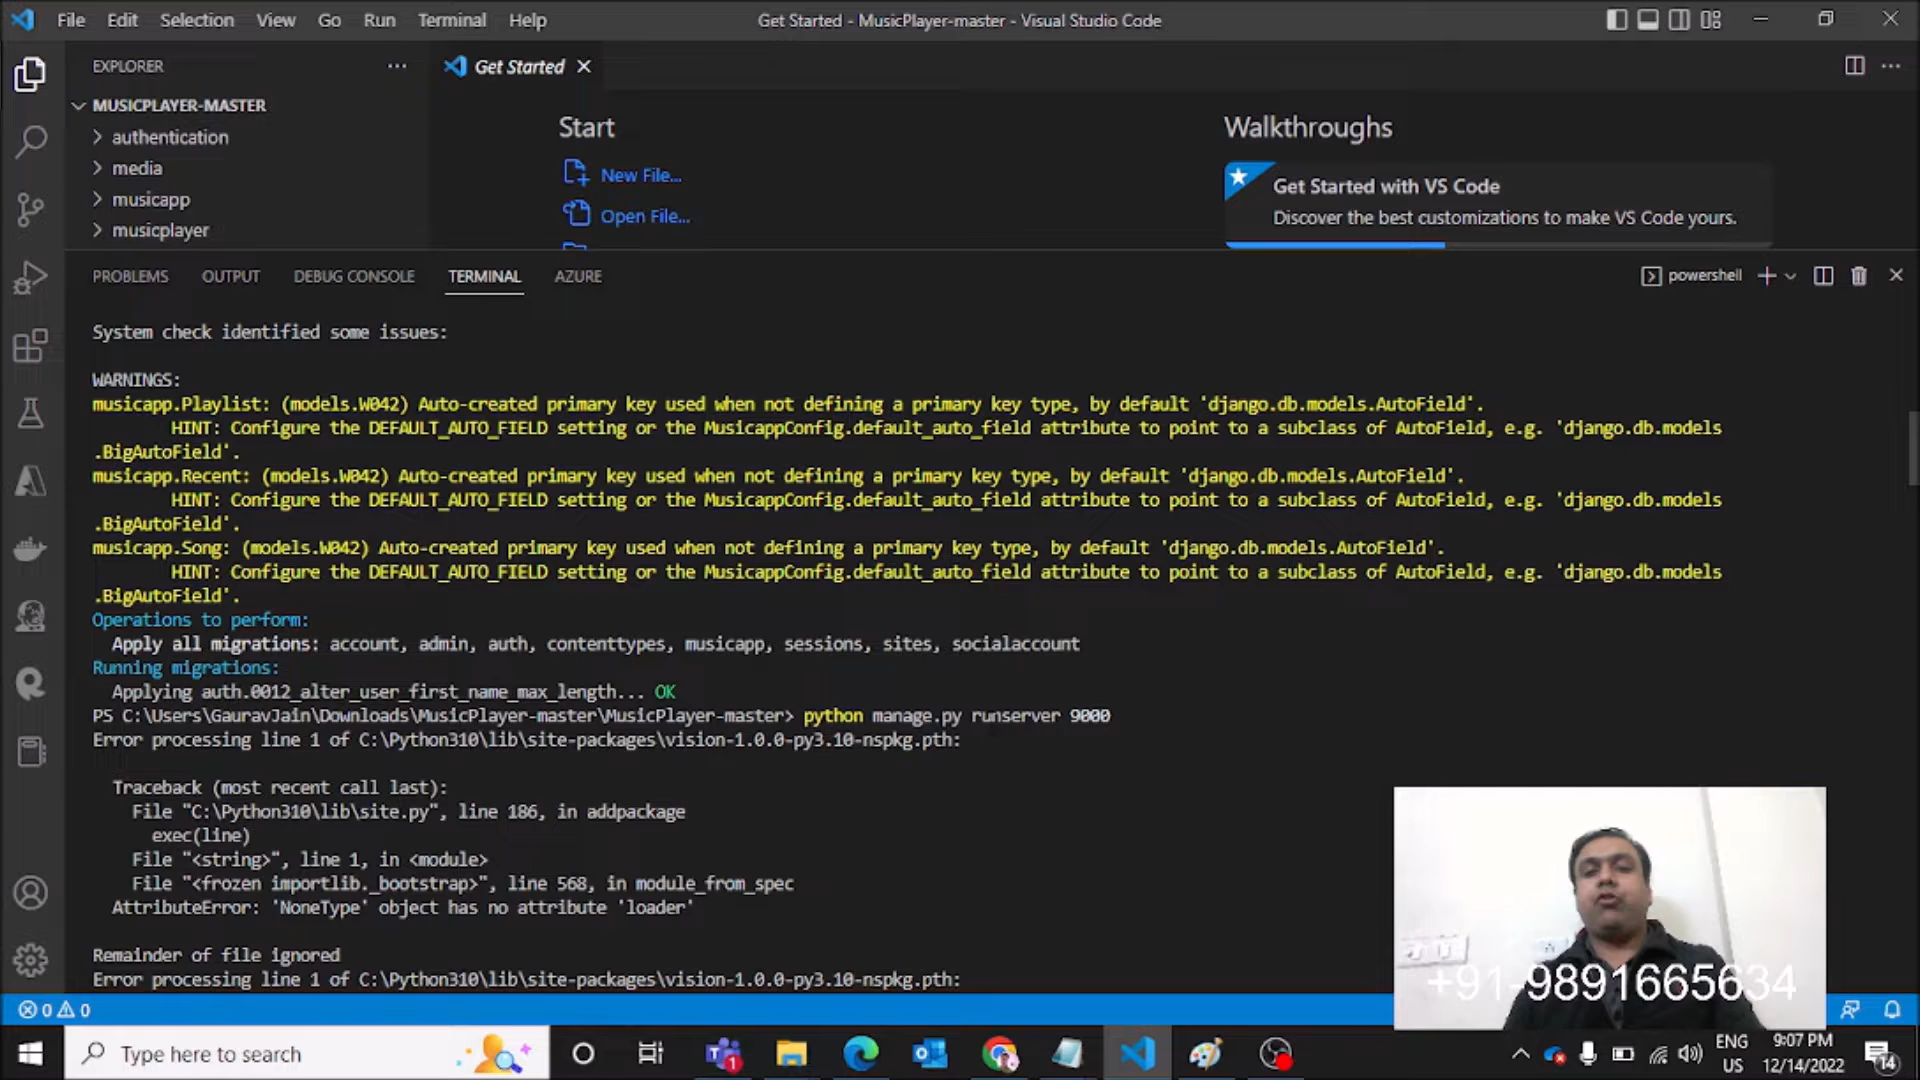 File Edit Selection View Go Run Terminal Help
Get Started - MusicPlayer-master - Visual Studio Code
EXPLORER
Get Started
MUSICPLAYER-MASTER
authentication
media
musicapp
musicplayer
Start
New File...
Open File...
Walkthroughs
Get Started with VS Code
Discover the best customizations to make VS Code yours.
PROBLEMS OUTPUT DEBUG CONSOLE TERMINAL AZURE
powershell
System check identified some issues:
WARNINGS:
musicapp.Playlist: (models.W042) Auto-created primary key used when not defining a primary key type, by default 'django.db.models.AutoField'.
HINT: Configure the DEFAULT_AUTO_FIELD setting or the MusicappConfig.default_auto_field attribute to point to a subclass of AutoField, e.g. 'django.db.models
.BigAutoField'.
musicapp.Recent: (models.W042) Auto-created primary key used when not defining a primary key type, by default 'django.db.models.AutoField'.
HINT: Configure the DEFAULT_AUTO_FIELD setting or the MusicappConfig.default_auto_field attribute to point to a subclass of AutoField, e.g. 'django.db.models
.BigAutoField'.
musicapp.Song: (models.W042) Auto-created primary key used when not defining a primary key type, by default 'django.db.models.AutoField'.
HINT: Configure the DEFAULT_AUTO_FIELD setting or the MusicappConfig.default_auto_field attribute to point to a subclass of AutoField, e.g. 'django.db.models
.BigAutoField'.
Operations to perform:
Apply all migrations: account, admin, auth, contenttypes, musicapp, sessions, sites, socialaccount
Running migrations:
Applying auth.0012_alter_user_first_name_max_length... OK
PS C:\Users\GauravJain\Downloads\MusicPlayer-master\MusicPlayer-master> python manage.py runserver 9000
Error processing line 1 of C:\Python310\lib\site-packages\vision-1.0.0-py3.10-nspkg.pth:
Traceback (most recent call last):
File "C:\Python310\lib\site.py", line 186, in addpackage
exec(line)
File "<string>", line 1, in <module>
File "<frozen importlib._bootstrap>", line 568, in module_from_spec
AttributeError: 'NoneType' object has no attribute 'loader'
Remainder of file ignored
Error processing line 1 of C:\Python310\lib\site-packages\vision-1.0.0-py3.10-nspkg.pth:
+91-9891665634
0 0
Type here to search
1
ENG
US
9:07 PM
12/14/2022
14